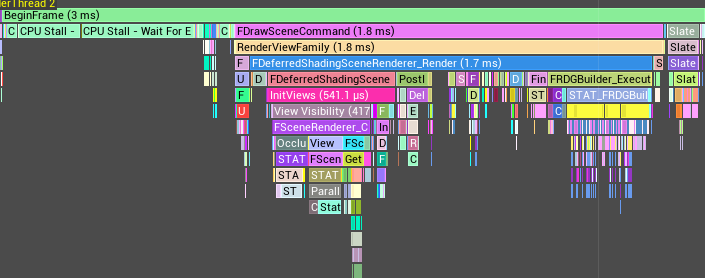 erThread 1
BeginFrame (3 ms)
C CPU Stall - CPU Stall - Wait For E C FDrawSceneCommand (1.8 ms) Slate
RenderViewFamily (1.8 ms) Slate
F FDeferredShadingSceneRenderer_Render (1.7 ms) S Slate
U D FDeferredShadingScene Postl S F D Fin FRDGBuilder_Execut Slat
F InitViews (541.1 µs) Del D ST C STAT_FRDGBuil
U View Visibility (417 F E C
FSceneRenderer_C In
Occlu View FSc D R
STAT FScen Get F C
STA STAT
ST Parall
C Stat